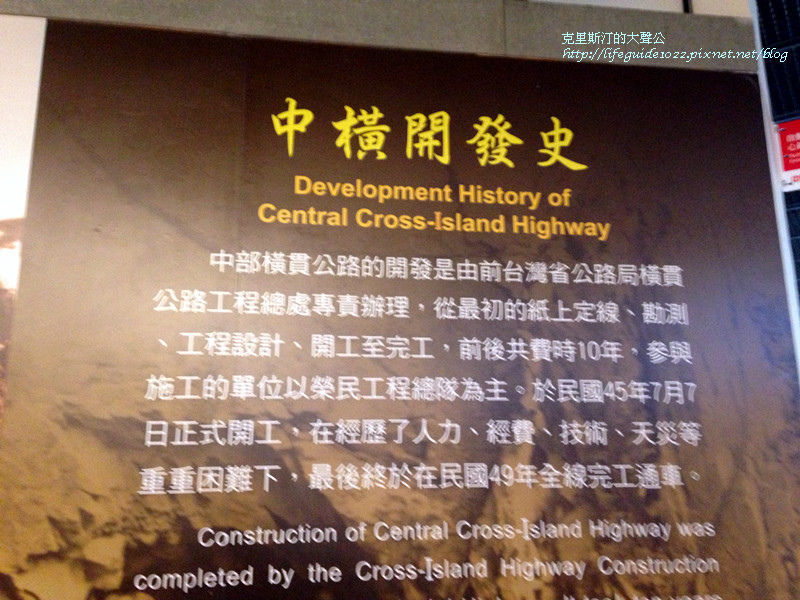 克里斯汀的大聲公
http://lifeguide1022.pixnet.net/blog
中橫開發史
Development History of
Central Cross-Island Highway
中部橫貫公路的開發是由前台灣省公路局橫貫
公路工程總處專責辦理，從最初的紙上定線、勘測
、工程設計、開工至完工，前後共費時10年，參與
施工的單位以榮民工程總隊為主。於民國45年7月7
日正式開工，在經歷了人力、經費、技術、天災等
重重困難下，最後終於在民國49年全線完工通車。
Construction of Central Cross-Island Highway was
completed by the Cross-Island Highway Construction